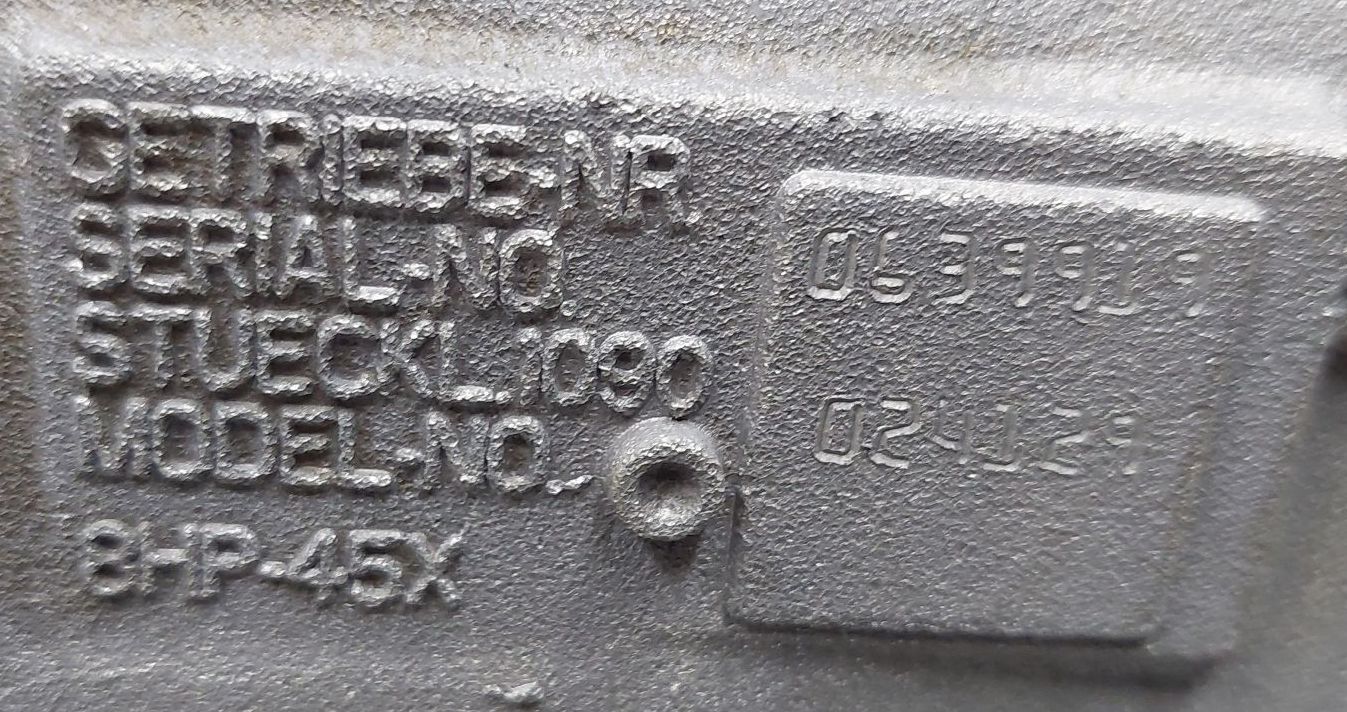 GETRIEBE-NR.
SERIAL-NO.
STUECKL.1090
MODEL-NO.
8HP-45X
0639919
024129